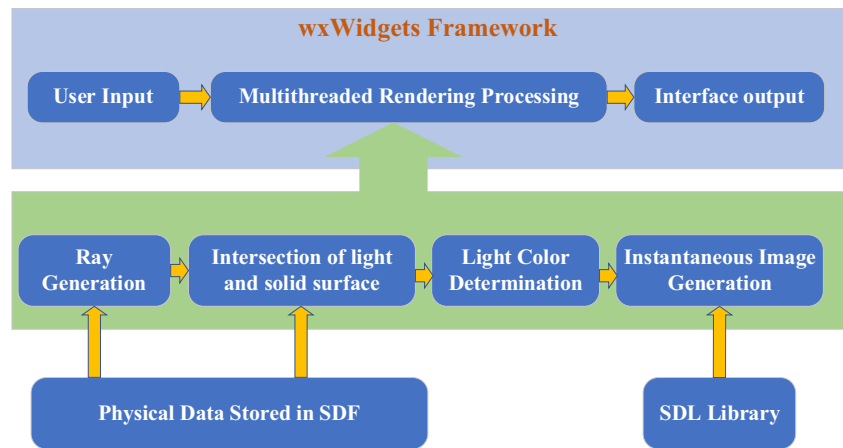 wxWidgets Framework
User Input
Multithreaded Rendering Processing
Interface output
Ray
Generation
Intersection of light
and solid surface
Light Color
Determination
Instantaneous Image
Generation
Physical Data Stored in SDF
SDL Library